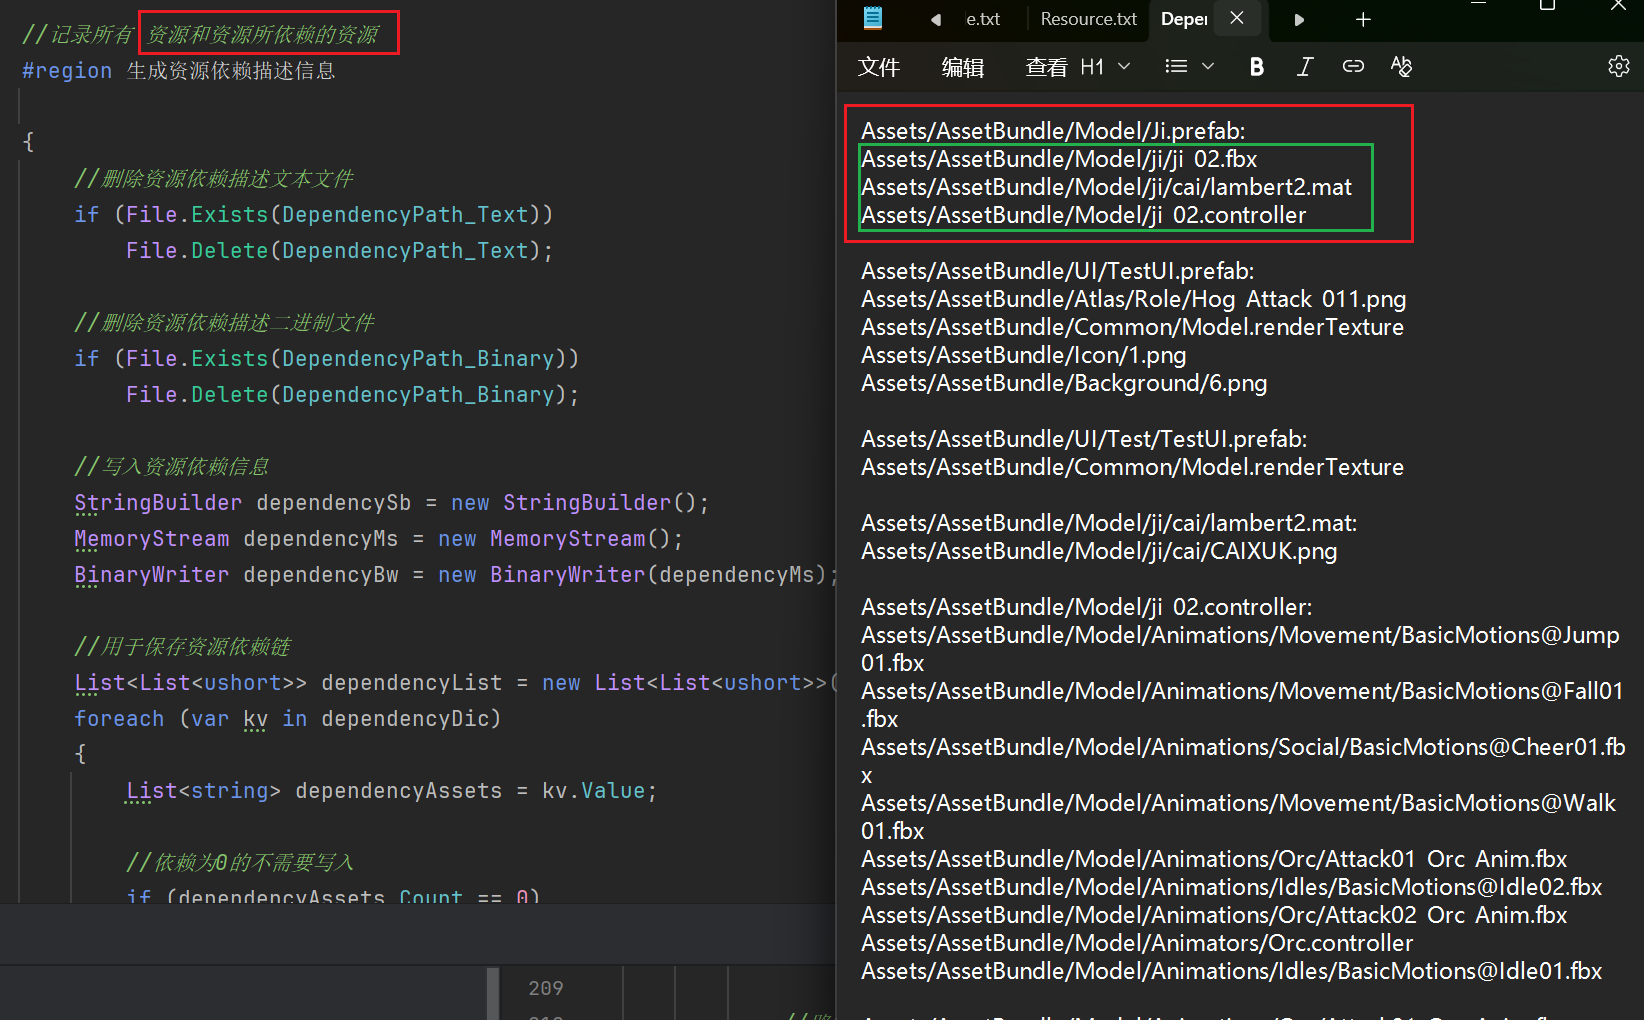 //记录所有 资源和资源所依赖的资源
#region 生成资源依赖描述信息
{
//删除资源依赖描述文本文件
if (File.Exists(DependencyPath_Text))
File.Delete(DependencyPath_Text);
//删除资源依赖描述二进制文件
if (File.Exists(DependencyPath_Binary))
File.Delete(DependencyPath_Binary);
//写入资源依赖信息
StringBuilder dependencySb = new StringBuilder();
MemoryStream dependencyMs = new MemoryStream();
BinaryWriter dependencyBw = new BinaryWriter(dependencyMs);
//用于保存资源依赖链
List<List<ushort>> dependencyList = new List<List<ushort>>(
foreach (var kv in dependencyDic)
{
List<string> dependencyAssets = kv.Value;
//依赖为0的不需要写入
if (dependencyAssets.Count == 0)
209
e.txt
Resource.txt
Depen
文件 编辑 查看 H1
B I
Assets/AssetBundle/Model/Ji.prefab:
Assets/AssetBundle/Model/ji/ji 02.fbx
Assets/AssetBundle/Model/ji/cai/lambert2.mat
Assets/AssetBundle/Model/ji 02.controller
Assets/AssetBundle/UI/TestUI.prefab:
Assets/AssetBundle/Atlas/Role/Hog Attack 011.png
Assets/AssetBundle/Common/Model.renderTexture
Assets/AssetBundle/Icon/1.png
Assets/AssetBundle/Background/6.png
Assets/AssetBundle/UI/Test/TestUI.prefab:
Assets/AssetBundle/Common/Model.renderTexture
Assets/AssetBundle/Model/ji/cai/lambert2.mat:
Assets/AssetBundle/Model/ji/cai/CAIXUK.png
Assets/AssetBundle/Model/ji 02.controller:
Assets/AssetBundle/Model/Animations/Movement/BasicMotions@Jump
01.fbx
Assets/AssetBundle/Model/Animations/Movement/BasicMotions@Fall01
.fbx
Assets/AssetBundle/Model/Animations/Social/BasicMotions@Cheer01.fb
x
Assets/AssetBundle/Model/Animations/Movement/BasicMotions@Walk
01.fbx
Assets/AssetBundle/Model/Animations/Orc/Attack01 Orc Anim.fbx
Assets/AssetBundle/Model/Animations/Idles/BasicMotions@Idle02.fbx
Assets/AssetBundle/Model/Animations/Orc/Attack02 Orc Anim.fbx
Assets/AssetBundle/Model/Animators/Orc.controller
Assets/AssetBundle/Model/Animations/Idles/BasicMotions@Idle01.fbx